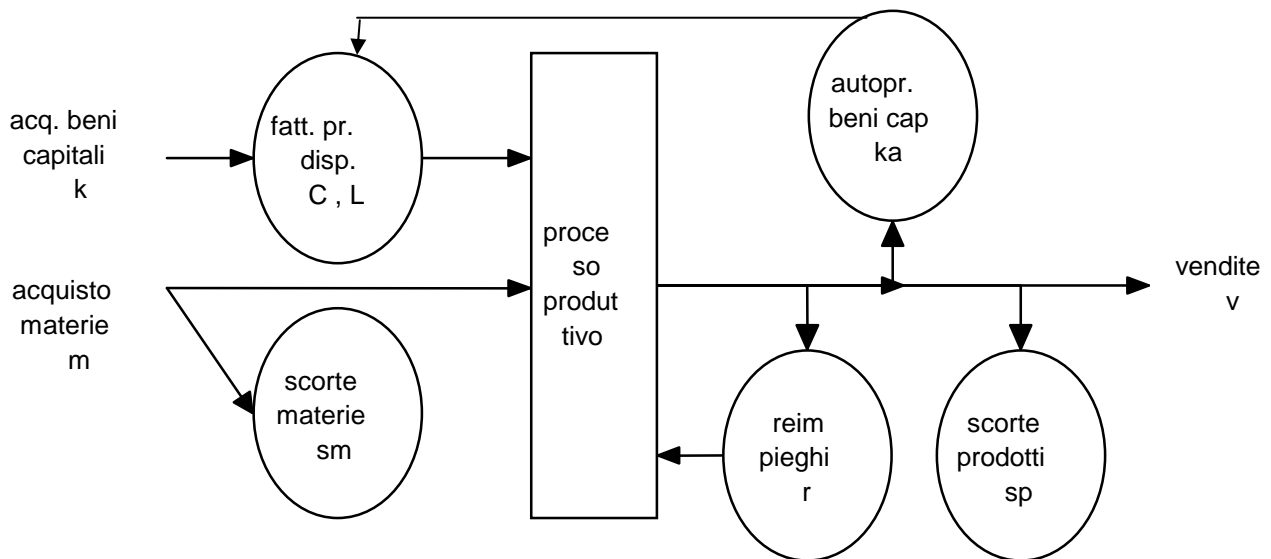 acq. beni
capitali
k
fatt. pr.
disp.
C , L
autopr.
beni cap
ka
acquisto
materie
m
scorte
materie
sm
proce
so
produt
tivo
vendite
v
reim
pieghi
r
scorte
prodotti
sp